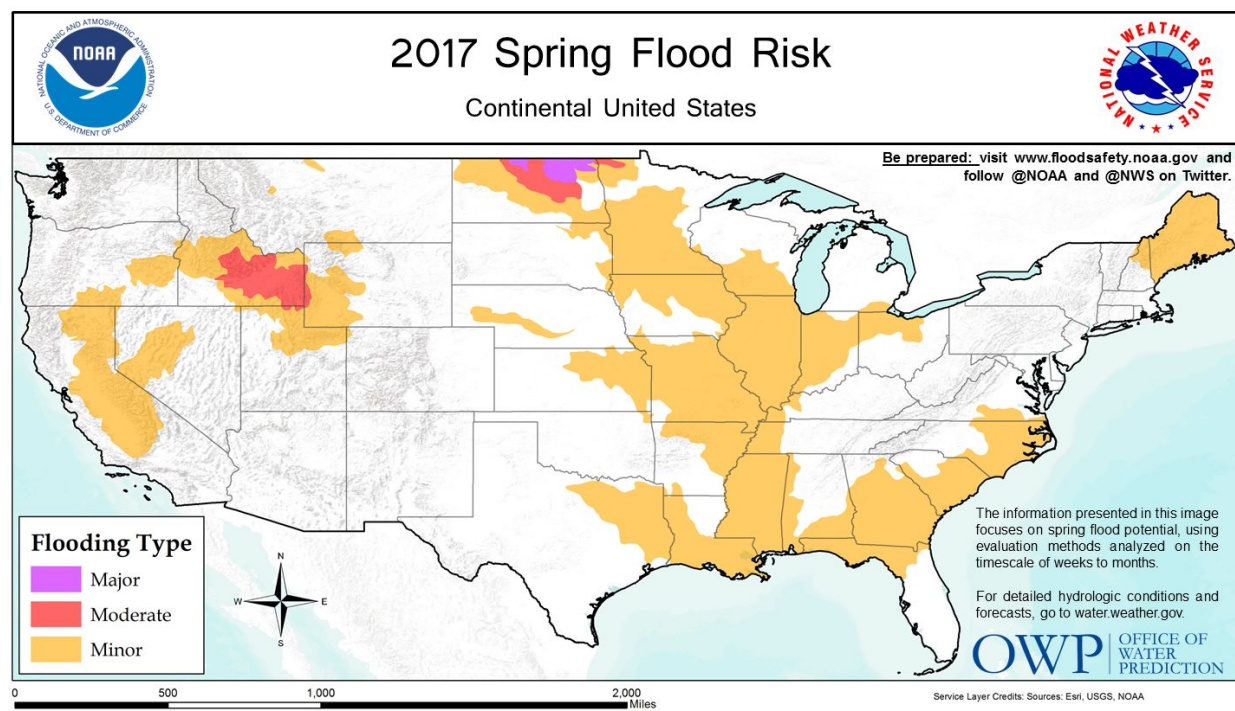 NATIONAL OCEANIC AND ATMOSPHERIC ADMINISTRATION
NOAA
U.S. DEPARTMENT OF COMMERCE
2017 Spring Flood Risk
Continental United States
NATIONAL WEATHER SERVICE
Be prepared: visit www.floodsafety.noaa.gov and
follow @NOAA and @NWS on Twitter.
The information presented in this image
focuses on spring flood potential, using
evaluation methods analyzed on the
timescale of weeks to months.
For detailed hydrologic conditions and
forecasts, go to water.weather.gov.
Flooding Type
Major
Moderate
Minor
N
W E
S
OWP OFFICE OF
WATER
PREDICTION
0 500 1,000 2,000
Miles
Service Layer Credits: Sources: Esri, USGS, NOAA